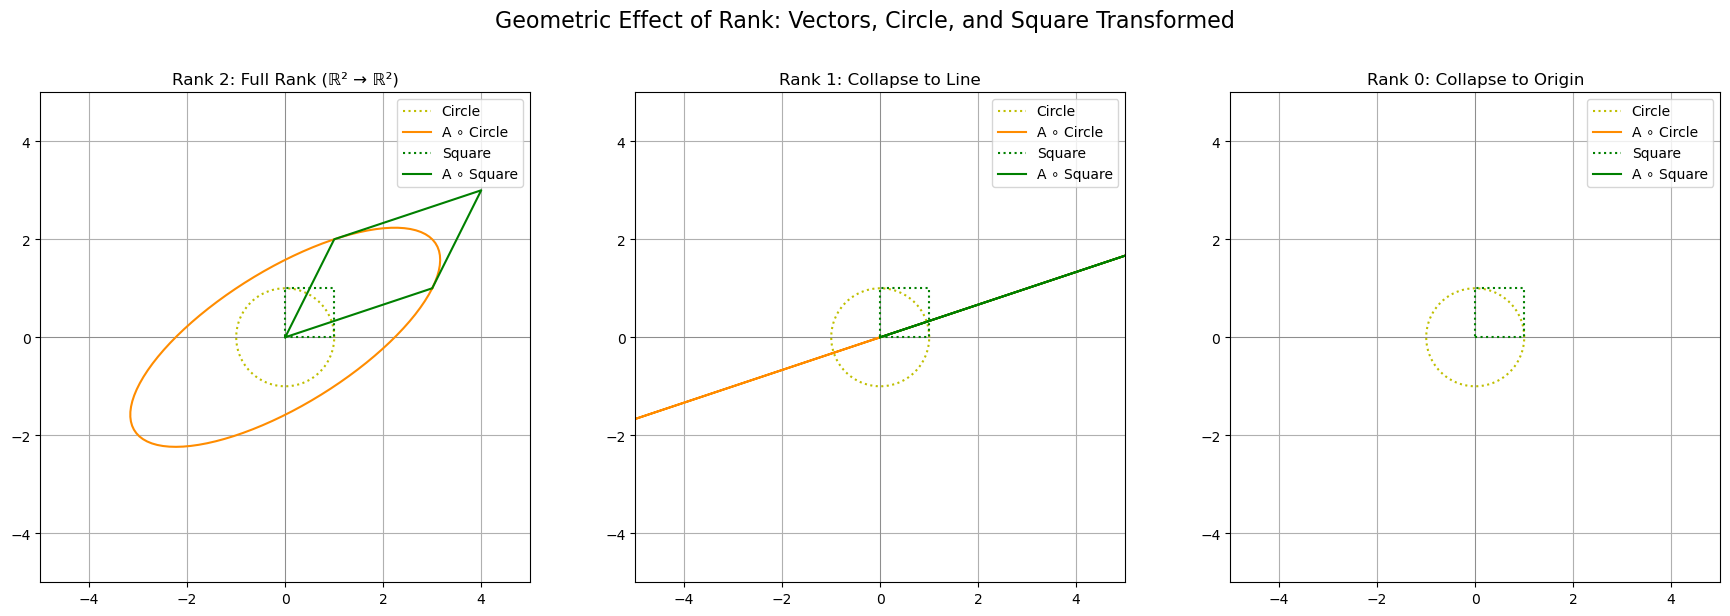 Geometric Effect of Rank: Vectors, Circle, and Square Transformed
Rank 2: Full Rank (ℝ² → ℝ²)
Circle
A ∘ Circle
Square
A ∘ Square
4
2
0
−2
−4
−4 −2 0 2 4
Rank 1: Collapse to Line
Circle
A ∘ Circle
Square
A ∘ Square
4
2
0
−2
−4
−4 −2 0 2 4
Rank 0: Collapse to Origin
Circle
A ∘ Circle
Square
A ∘ Square
4
2
0
−2
−4
−4 −2 0 2 4